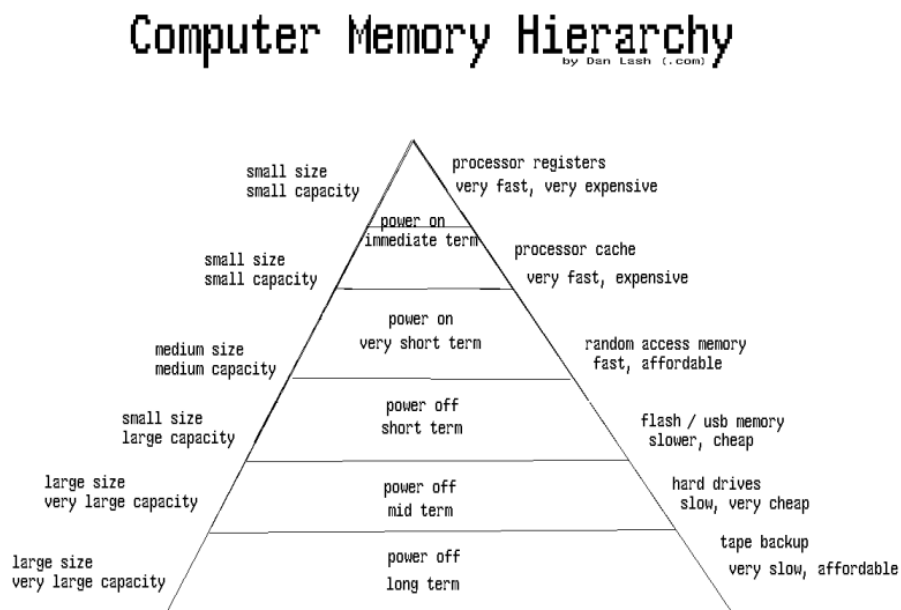 Computer Memory Hierarchy
by Dan Lash (.com)
small size
small capacity
processor registers
very fast, very expensive
power on
immediate term
small size
small capacity
processor cache
very fast, expensive
power on
very short term
medium size
medium capacity
random access memory
fast, affordable
power off
short term
small size
large capacity
flash / usb memory
slower, cheap
large size
very large capacity
power off
mid term
hard drives
slow, very cheap
large size
very large capacity
power off
long term
tape backup
very slow, affordable